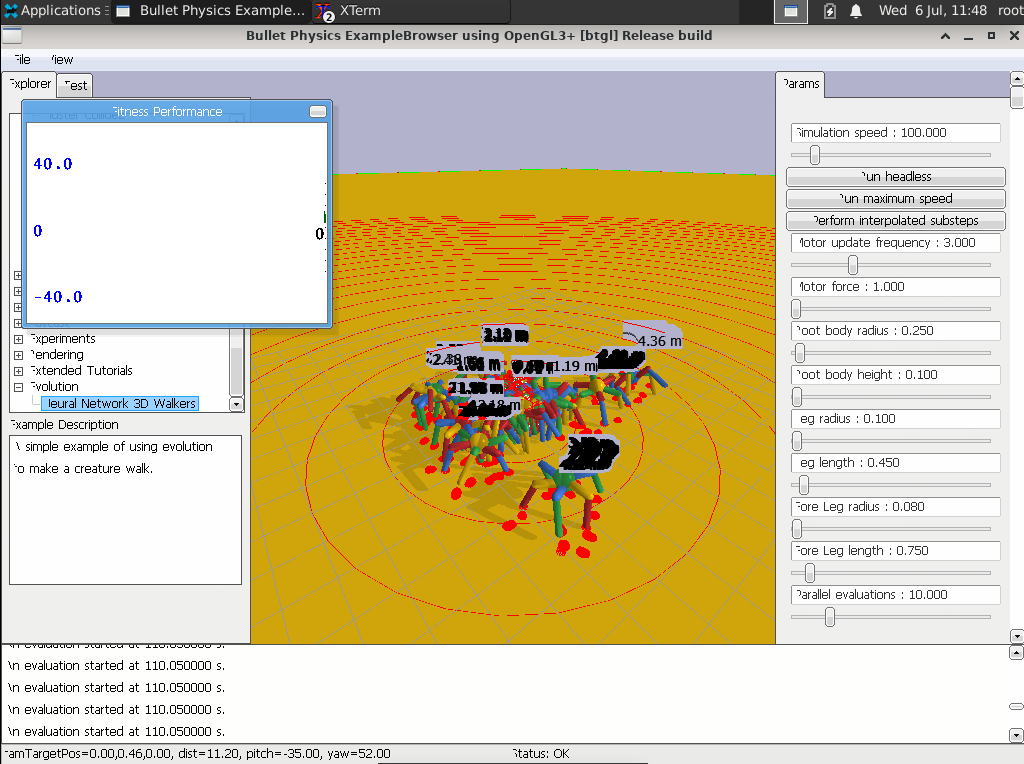 Applications
Bullet Physics Example...
2 XTerm
Wed 6 Jul, 11:48 root
Bullet Physics ExampleBrowser using OpenGL3+ [btgl] Release build
File View
Explorer Test
Fitness Performance
40.0
0
0
-40.0
Experiments
Rendering
Extended Tutorials
Evolution
Neural Network 3D Walkers
Example Description
A simple example of using evolution
to make a creature walk.
4.36 m
1.19 m
Params
Simulation speed : 100.000
Run headless
Run maximum speed
Perform interpolated substeps
Motor update frequency : 3.000
Motor force : 1.000
Root body radius : 0.250
Root body height : 0.100
Leg radius : 0.100
Leg length : 0.450
Fore Leg radius : 0.080
Fore Leg length : 0.750
Parallel evaluations : 10.000
An evaluation started at 110.050000 s.
An evaluation started at 110.050000 s.
An evaluation started at 110.050000 s.
An evaluation started at 110.050000 s.
An evaluation started at 110.050000 s.
camTargetPos=0.00,0.46,0.00, dist=11.20, pitch=-35.00, yaw=52.00
Status: OK